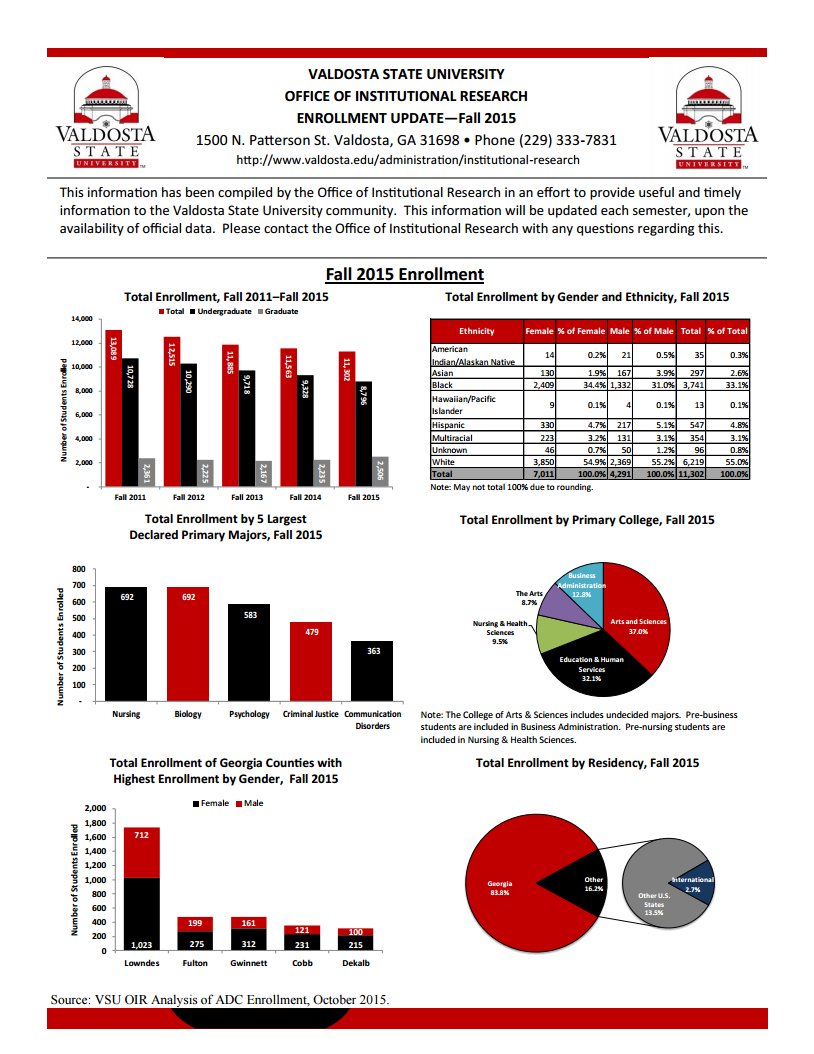 VALDOSTA
STATE
UNIVERSITY
TM
VALDOSTA STATE UNIVERSITY
OFFICE OF INSTITUTIONAL RESEARCH
ENROLLMENT UPDATE—Fall 2015
1500 N. Patterson St. Valdosta, GA 31698 • Phone (229) 333-7831
http://www.valdosta.edu/administration/institutional-research
VALDOSTA
STATE
UNIVERSITY
TM
This information has been compiled by the Office of Institutional Research in an effort to provide useful and timely
information to the Valdosta State University community. This information will be updated each semester, upon the
availability of official data. Please contact the Office of Institutional Research with any questions regarding this.
Fall 2015 Enrollment
Total Enrollment, Fall 2011–Fall 2015
Total Undergraduate Graduate
Number of Students Enrolled
14,000
12,000
10,000
8,000
6,000
4,000
2,000
-
13,089 10,728 2,361
12,515 10,290 2,225
11,885 9,718 2,167
11,563 9,328 2,235
11,302 8,796 2,506
Fall 2011 Fall 2012 Fall 2013 Fall 2014 Fall 2015
Total Enrollment by Gender and Ethnicity, Fall 2015
Ethnicity Female % of Female Male % of Male Total % of Total
American
Indian/Alaskan Native 14 0.2% 21 0.5% 35 0.3%
Asian 130 1.9% 167 3.9% 297 2.6%
Black 2,409 34.4% 1,332 31.0% 3,741 33.1%
Hawaiian/Pacific
Islander 9 0.1% 4 0.1% 13 0.1%
Hispanic 330 4.7% 217 5.1% 547 4.8%
Multiracial 223 3.2% 131 3.1% 354 3.1%
Unknown 46 0.7% 50 1.2% 96 0.8%
White 3,850 54.9% 2,369 55.2% 6,219 55.0%
Total 7,011 100.0% 4,291 100.0% 11,302 100.0%
Note: May not total 100% due to rounding.
Total Enrollment by 5 Largest
Declared Primary Majors, Fall 2015
Number of Students Enrolled
800
700
600
500
400
300
200
100
-
692 692 583 479 363
Nursing Biology Psychology Criminal Justice Communication
Disorders
Total Enrollment by Primary College, Fall 2015
Business
Administration
12.8%
The Arts
8.7%
Nursing & Health
Sciences
9.5%
Arts and Sciences
37.0%
Education & Human
Services
32.1%
Note: The College of Arts & Sciences includes undecided majors. Pre-business
students are included in Business Administration. Pre-nursing students are
included in Nursing & Health Sciences.
Total Enrollment of Georgia Counties with
Highest Enrollment by Gender, Fall 2015
Female Male
Number of Students Enrolled
2,000
1,800
1,600
1,400
1,200
1,000
800
600
400
200
0
712 199 161 121 100
1,023 275 312 231 215
Lowndes Fulton Gwinnett Cobb Dekalb
Total Enrollment by Residency, Fall 2015
Georgia
83.8%
Other
16.2%
International
2.7%
Other U.S.
States
13.5%
Source: VSU OIR Analysis of ADC Enrollment, October 2015.